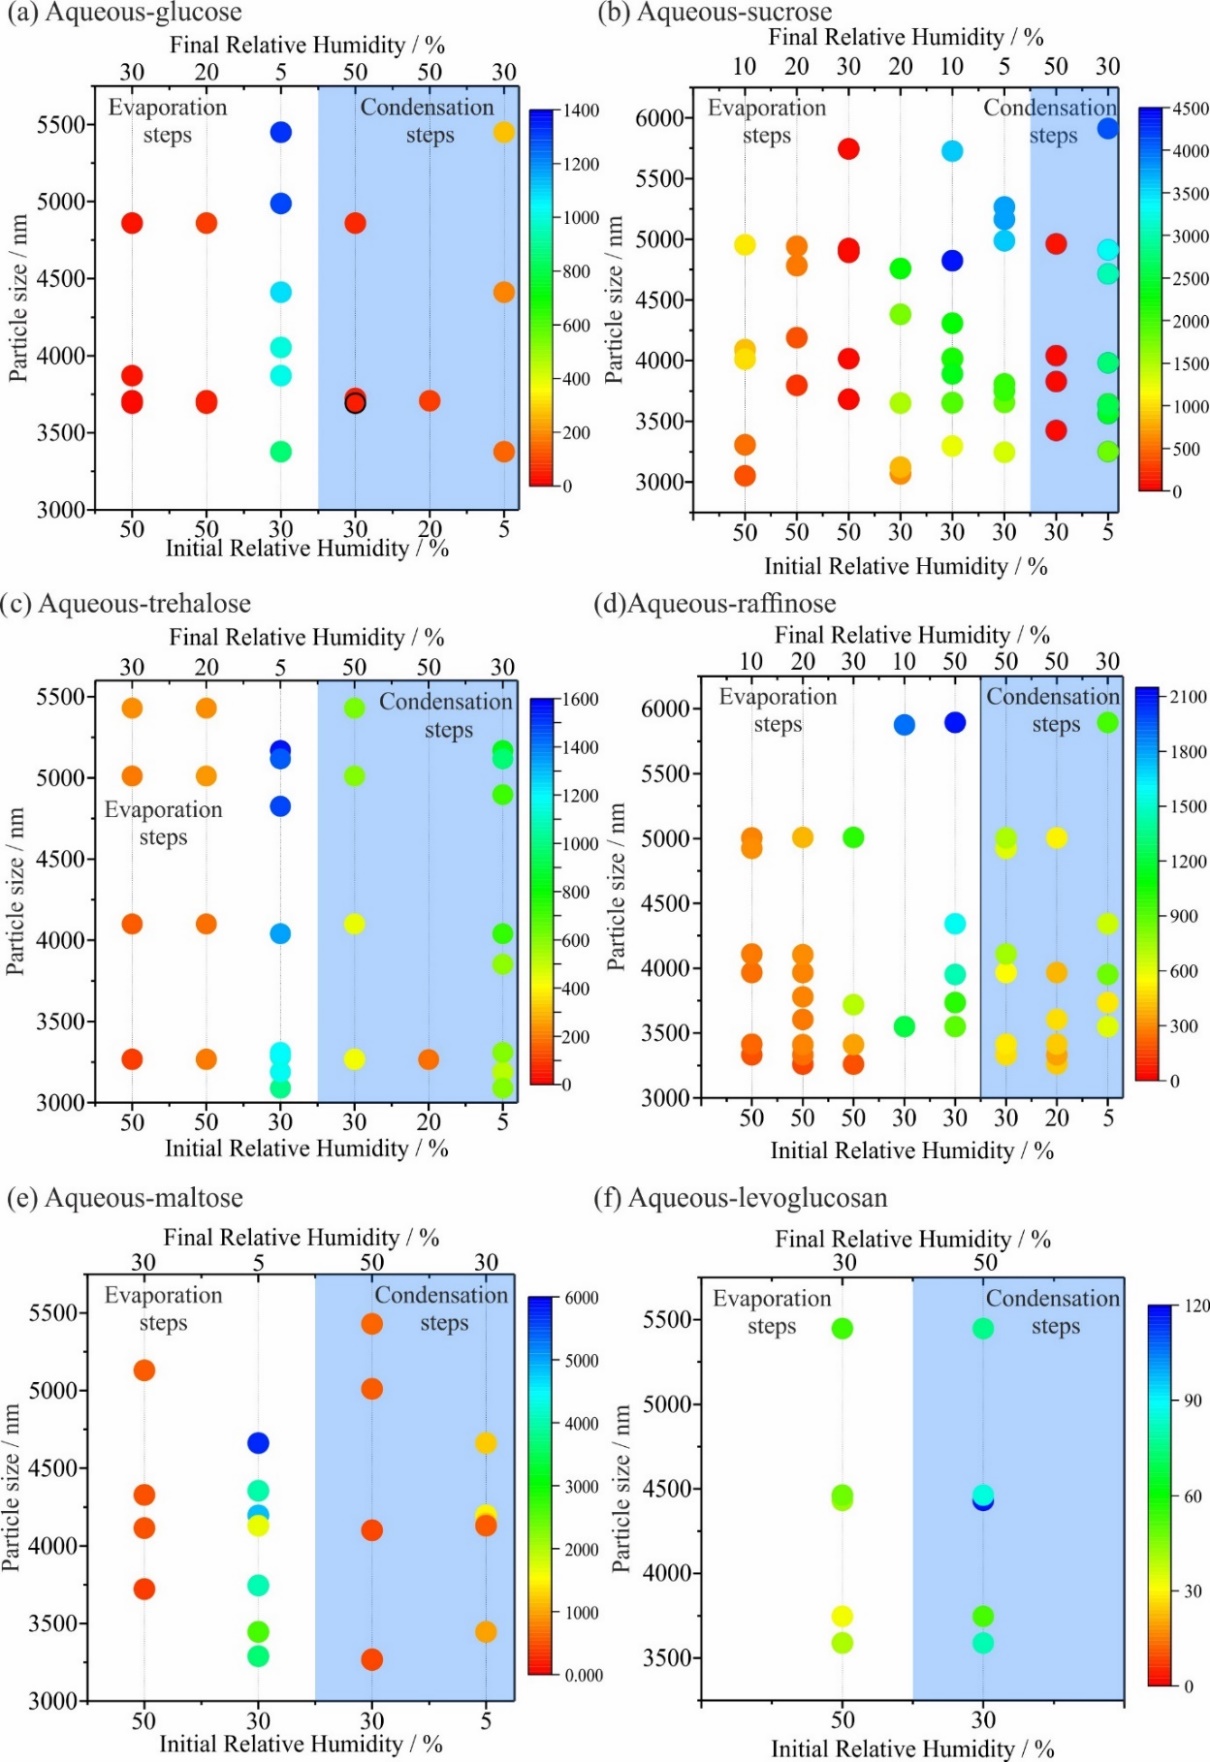 (a) Aqueous-glucose
Final Relative Humidity / %
30 20 5 50 50 30
Evaporation steps
Condensation steps
Particle size / nm
5500
5000
4500
4000
3500
3000
1400
1200
1000
800
600
400
200
0
50 50 30 30 20 5
Initial Relative Humidity / %
(b) Aqueous-sucrose
Final Relative Humidity / %
10 20 30 20 10 5 50 30
Evaporation steps
Condensation steps
Particle size / nm
6000
5500
5000
4500
4000
3500
3000
4500
4000
3500
3000
2500
2000
1500
1000
500
0
50 50 50 30 30 30 30 5
Initial Relative Humidity / %
(c) Aqueous-trehalose
Final Relative Humidity / %
30 20 5 50 50 30
Condensation steps
Evaporation steps
Particle size / nm
5500
5000
4500
4000
3500
3000
1600
1400
1200
1000
800
600
400
200
0
50 50 30 30 20 5
Initial Relative Humidity / %
(d)Aqueous-raffinose
Final Relative Humidity / %
10 20 30 10 50 50 50 30
Evaporation steps
Condensation steps
Particle size / nm
6000
5500
5000
4500
4000
3500
3000
2100
1800
1500
1200
900
600
300
0
50 50 50 30 30 30 20 5
Initial Relative Humidity / %
(e) Aqueous-maltose
Final Relative Humidity / %
30 5 50 30
Evaporation steps
Condensation steps
Particle size / nm
5500
5000
4500
4000
3500
3000
6000
5000
4000
3000
2000
1000
0.000
50 30 30 5
Initial Relative Humidity / %
(f) Aqueous-levoglucosan
Final Relative Humidity / %
30 50
Evaporation steps
Condensation steps
Particle size / nm
5500
5000
4500
4000
3500
120
90
60
30
0
50 30
Initial Relative Humidity / %